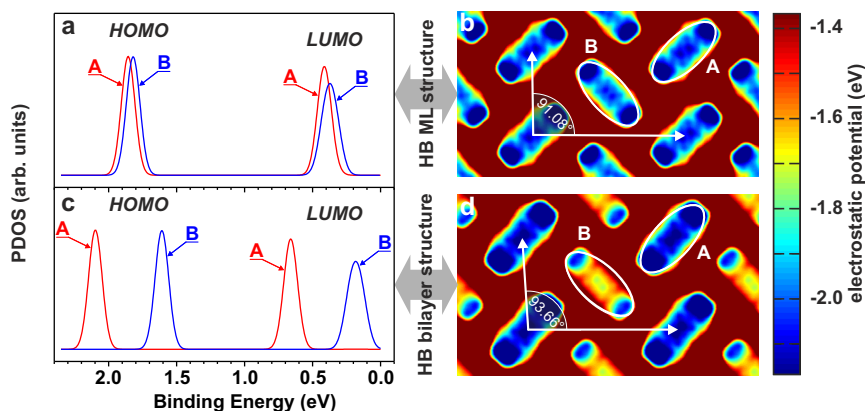 a
HOMO
LUMO
A
B
A
B
c
HOMO
LUMO
A
B
A
B
PDOS (arb. units)
2.0
1.5
1.0
0.5
0.0
Binding Energy (eV)
HB ML structure
HB bilayer structure
b
B
A
91.08°
d
B
A
93.66°
-1.4
-1.6
-1.8
-2.0
electrostatic potential (eV)